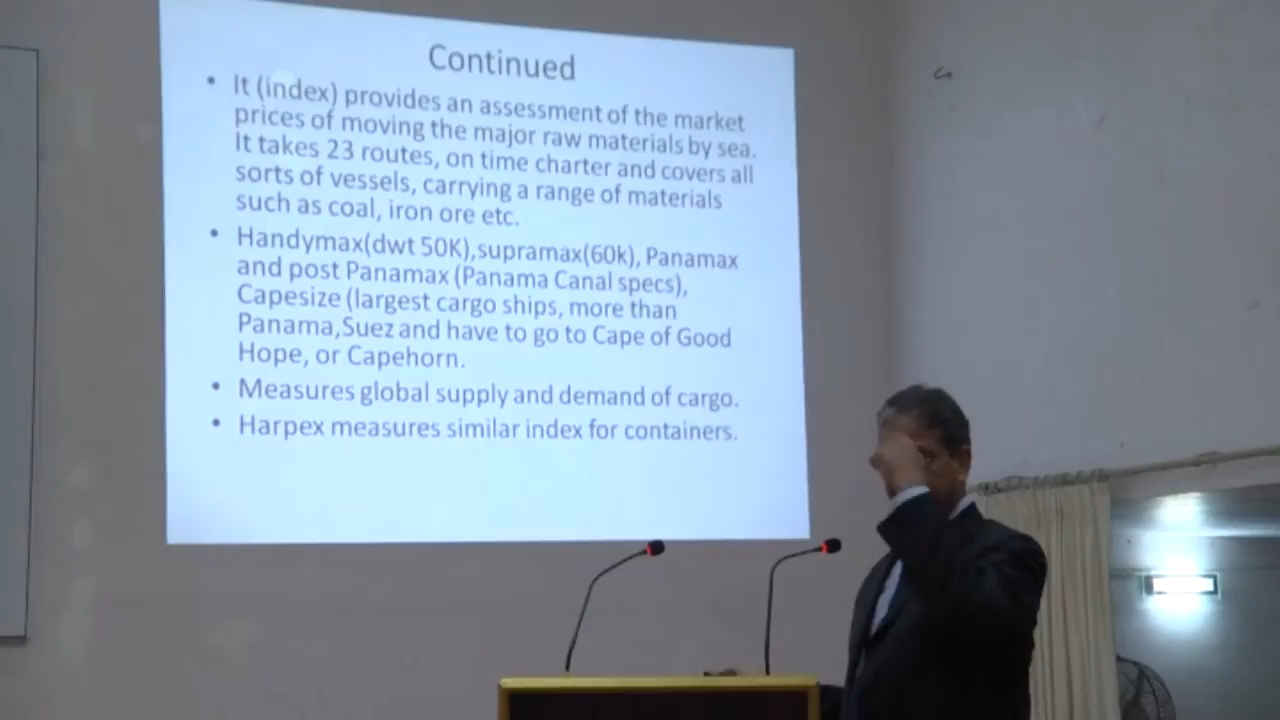 Continued
• It (index) provides an assessment of the market
prices of moving the major raw materials by sea.
It takes 23 routes, on time charter and covers all
sorts of vessels, carrying a range of materials
such as coal, iron ore etc.
• Handymax(dwt 50K),supramax(60k), Panamax
and post Panamax (Panama Canal specs),
Capesize (largest cargo ships, more than
Panama,Suez and have to go to Cape of Good
Hope, or Capehorn.
• Measures global supply and demand of cargo.
• Harpex measures similar index for containers.